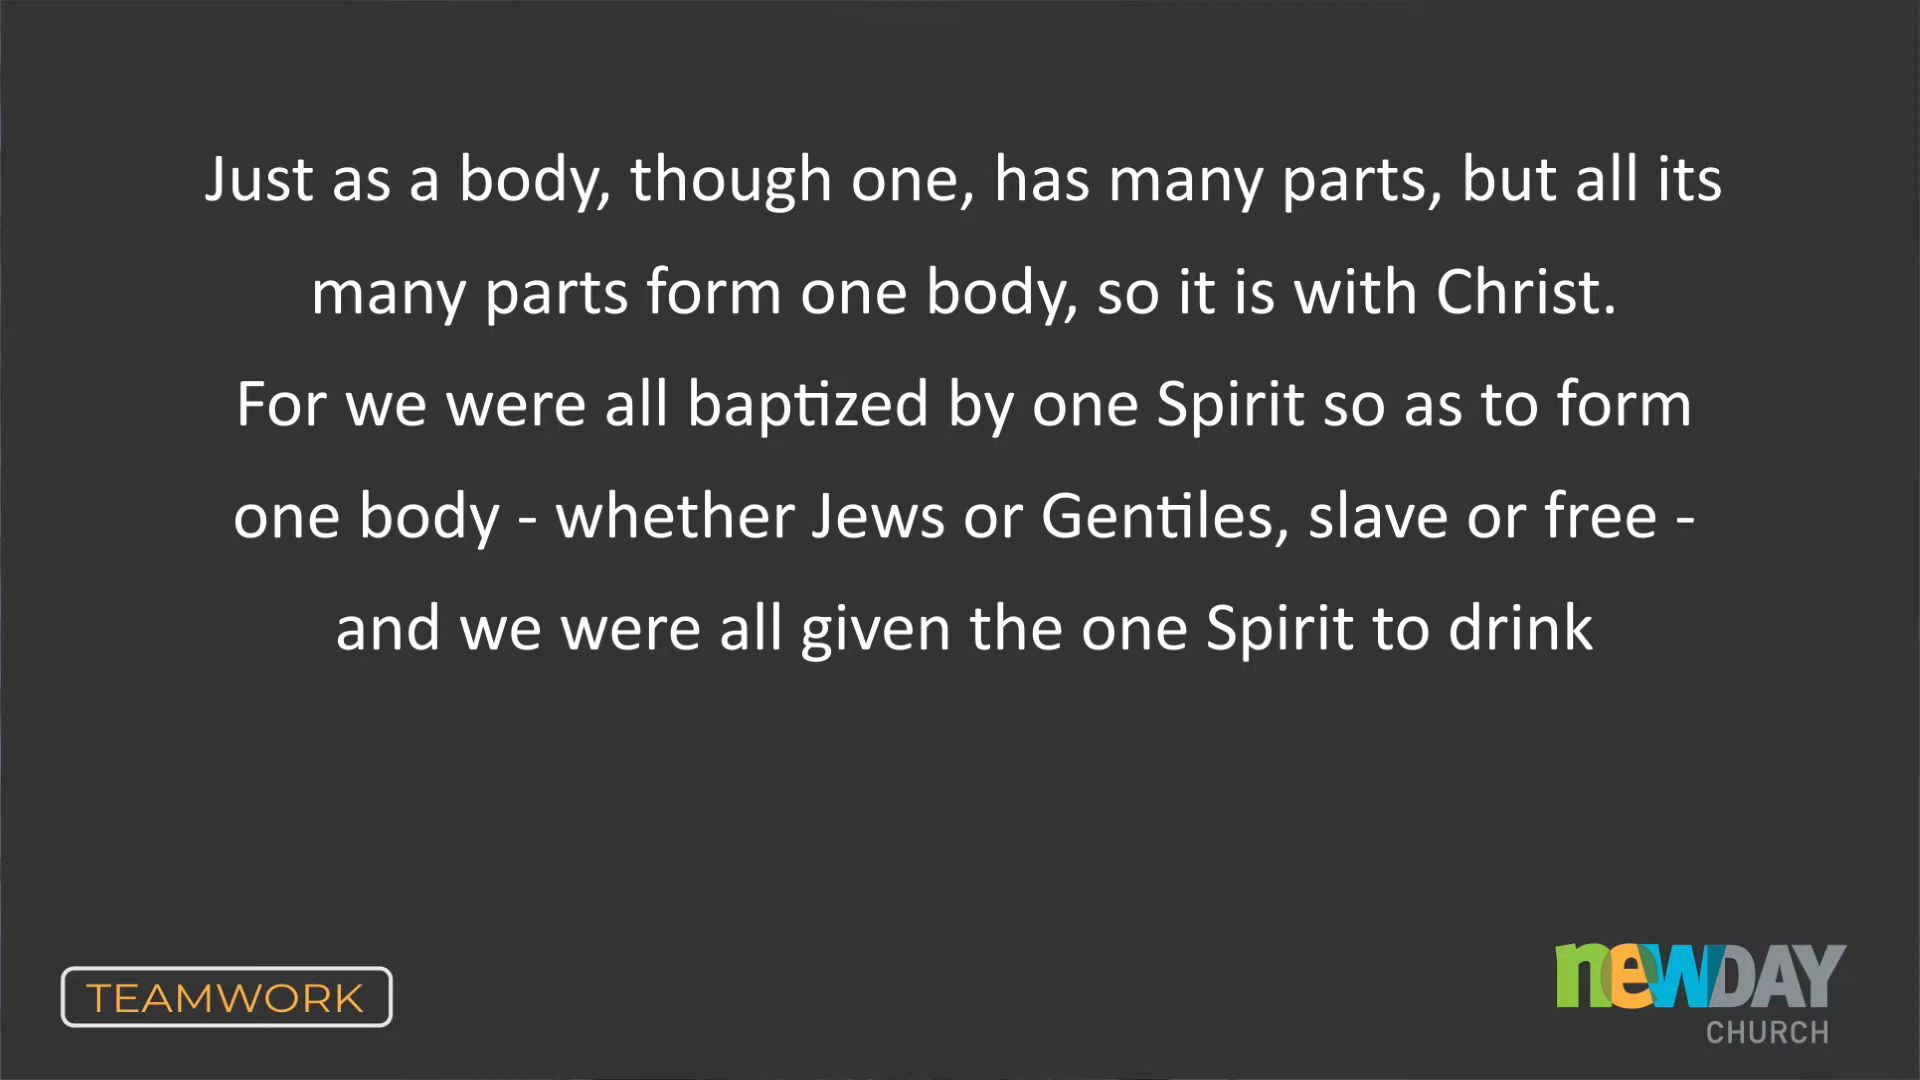 Just as a body, though one, has many parts, but all its
many parts form one body, so it is with Christ.
For we were all baptized by one Spirit so as to form
one body - whether Jews or Gentiles, slave or free -
and we were all given the one Spirit to drink
TEAMWORK
newDAY
CHURCH